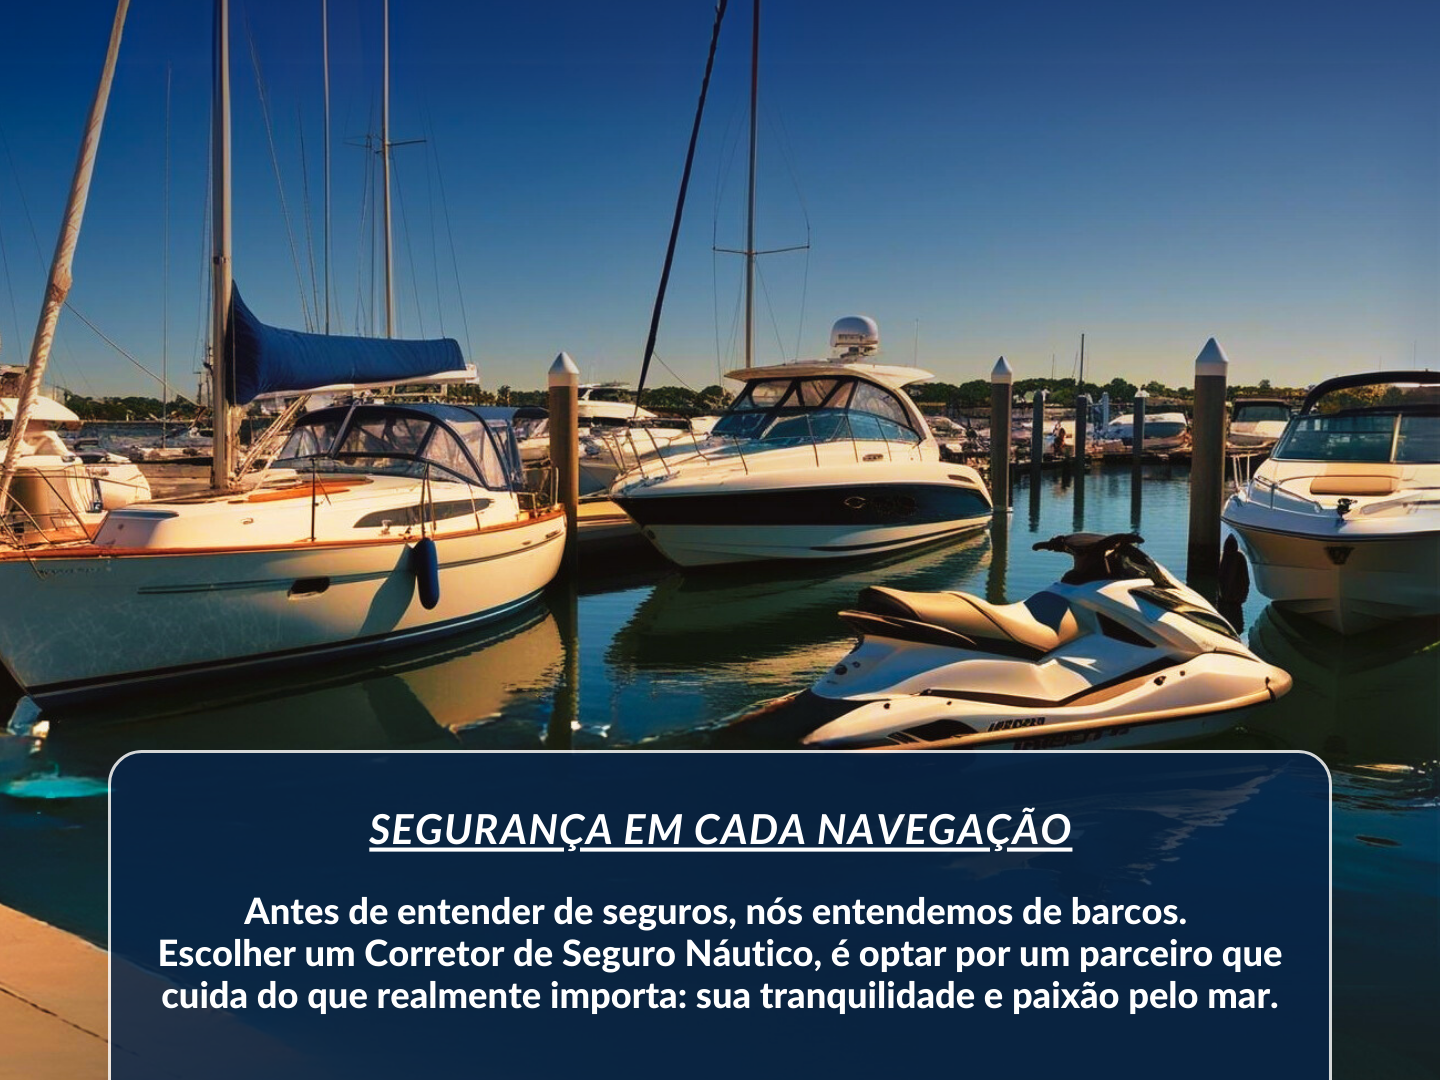 SEGURANÇA EM CADA NAVEGAÇÃO
Antes de entender de seguros, nós entendemos de barcos.
Escolher um Corretor de Seguro Náutico, é optar por um parceiro que
cuida do que realmente importa: sua tranquilidade e paixão pelo mar.